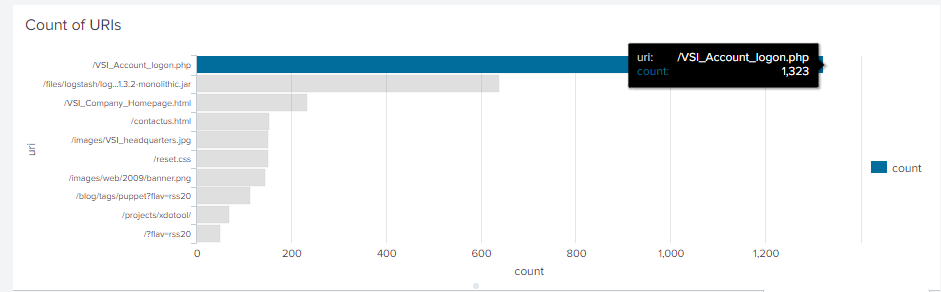 Count of URIs
uri: /VSI_Account_logon.php
count: 1,323
/VSI_Account_logon.php
/files/logstash/log...1.3.2-monolithic.jar
/VSI_Company_Homepage.html
/contactus.html
/images/VSI_headquarters.jpg
/reset.css
/images/web/2009/banner.png
/blog/tags/puppet?flav=rss20
/projects/xdotool/
/?flav=rss20
uri
0 200 400 600 800 1,000 1,200
count
count